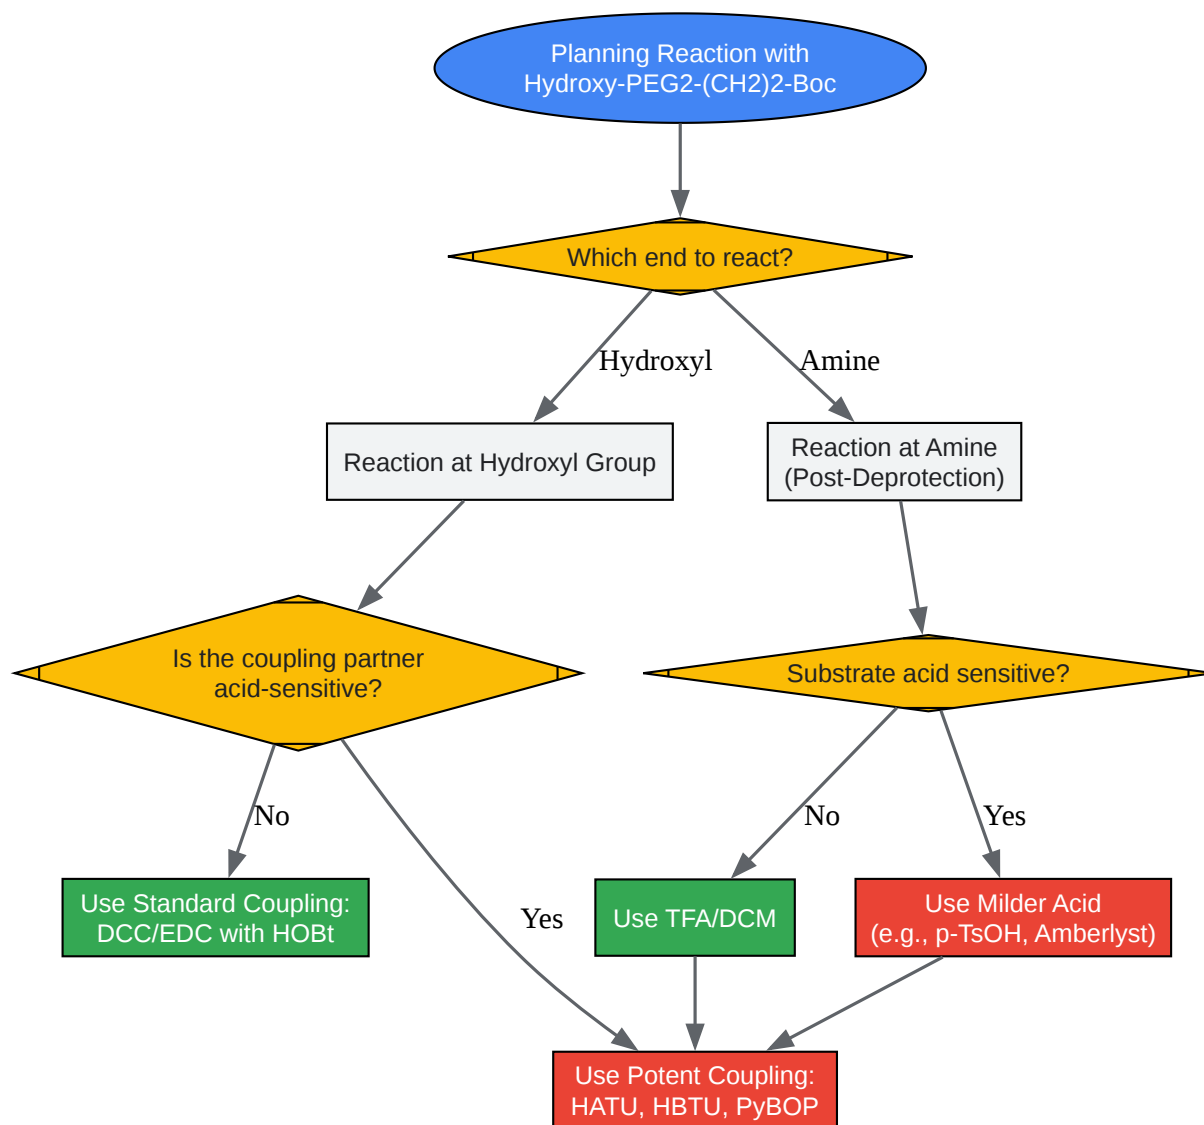 Planning Reaction with
Hydroxy-PEG2-(CH2)2-Boc
Which end to react?
Hydroxyl
Amine
Reaction at Hydroxyl Group
Reaction at Amine
(Post-Deprotection)
Is the coupling partner
acid-sensitive?
Substrate acid sensitive?
No
Yes
No
Yes
Use Standard Coupling:
DCC/EDC with HOBt
Use TFA/DCM
Use Milder Acid
(e.g., p-TsOH, Amberlyst)
Use Potent Coupling:
HATU, HBTU, PyBOP